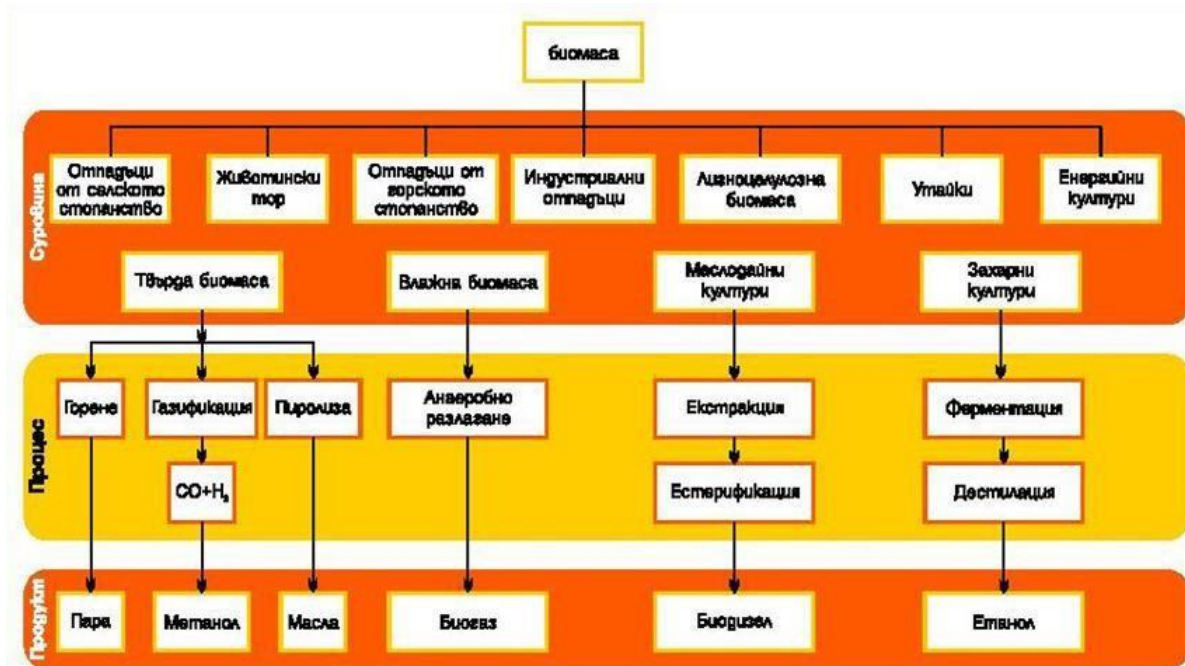 биомаса
Суровина
Отпадъци
от селското
стопанство
Животински
тор
Отпадъци от
горското
стопанство
Индустриални
отпадъци
Лигноцелулозна
биомаса
Утайки
Енергийни
култури
Твърда биомаса
Влажна биомаса
Маслодайни
култури
Захарни
култури
Процес
Горене
Газификация
Пиролиза
Анаеробно
разлагане
Екстракция
Ферментация
CO+H₂
Естерификация
Дестилация
Продукт
Пара
Метанол
Масла
Биогаз
Биодизел
Етанол